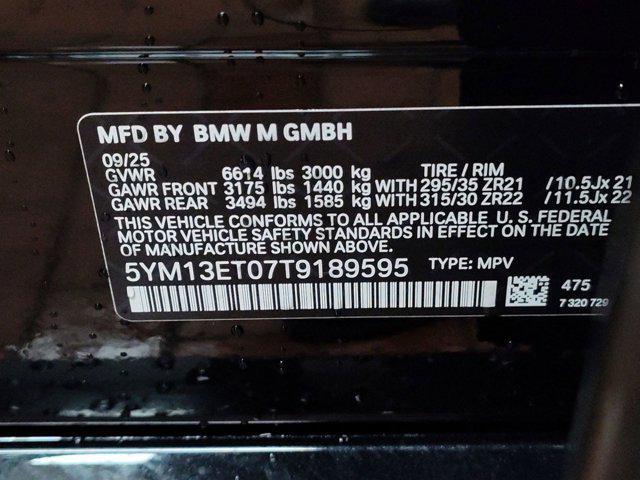 MFD BY BMW M GMBH
09/25
GVWR 6614 lbs 3000 kg TIRE / RIM
GAWR FRONT 3175 lbs 1440 kg WITH 295/35 ZR21 /10.5Jx 21
GAWR REAR 3494 lbs 1585 kg WITH 315/30 ZR22 /11.5Jx 22
THIS VEHICLE CONFORMS TO ALL APPLICABLE U. S. FEDERAL
MOTOR VEHICLE SAFETY STANDARDS IN EFFECT ON THE DATE
OF MANUFACTURE SHOWN ABOVE.
5YM13ET07T9189595 TYPE: MPV
475
7 320 729